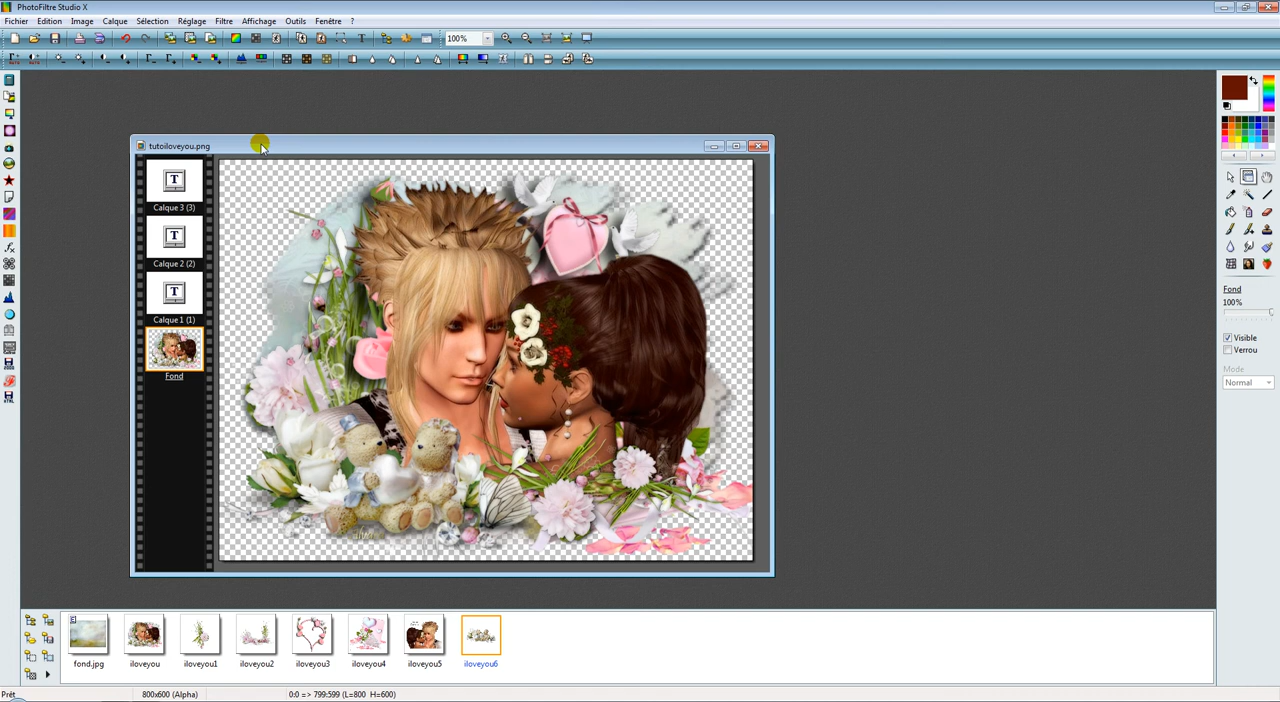 PhotoFiltre Studio X
Fichier Edition Image Calque Sélection Réglage Filtre Affichage Outils Fenêtre ?
100%
tutoiloveyou.png
T
Calque 3 (3)
T
Calque 2 (2)
T
Calque 1 (1)
Fond
Fond
100%
Visible
Verrou
Mode
Normal
fond.jpg iloveyou iloveyou1 iloveyou2 iloveyou3 iloveyou4 iloveyou5 iloveyou6
Prêt 800x600 (Alpha) 0:0 => 799:599 (L=800 H=600)